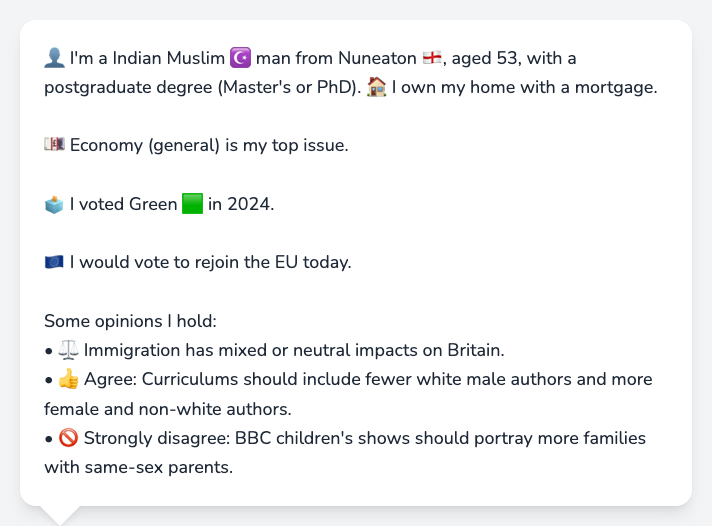 👤 I'm a Indian Muslim ☪️ man from Nuneaton 🏴󠁧󠁢󠁥󠁮󠁧󠁿, aged 53, with a
postgraduate degree (Master's or PhD). 🏠 I own my home with a mortgage.
💷 Economy (general) is my top issue.
🗳️ I voted Green 🟩 in 2024.
🇪🇺 I would vote to rejoin the EU today.
Some opinions I hold:
• ⚖️ Immigration has mixed or neutral impacts on Britain.
• 👍 Agree: Curriculums should include fewer white male authors and more
female and non-white authors.
• 🚫 Strongly disagree: BBC children's shows should portray more families
with same-sex parents.